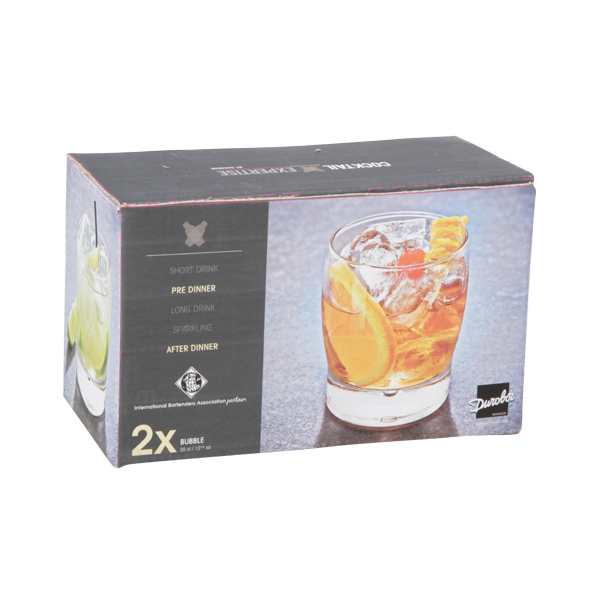 COCKTAIL EXPERTISE
SHORT DRINK
PRE DINNER
LONG DRINK
SPARKLING
AFTER DINNER
International Bartenders Association partner
2X
BUBBLE
Durobor